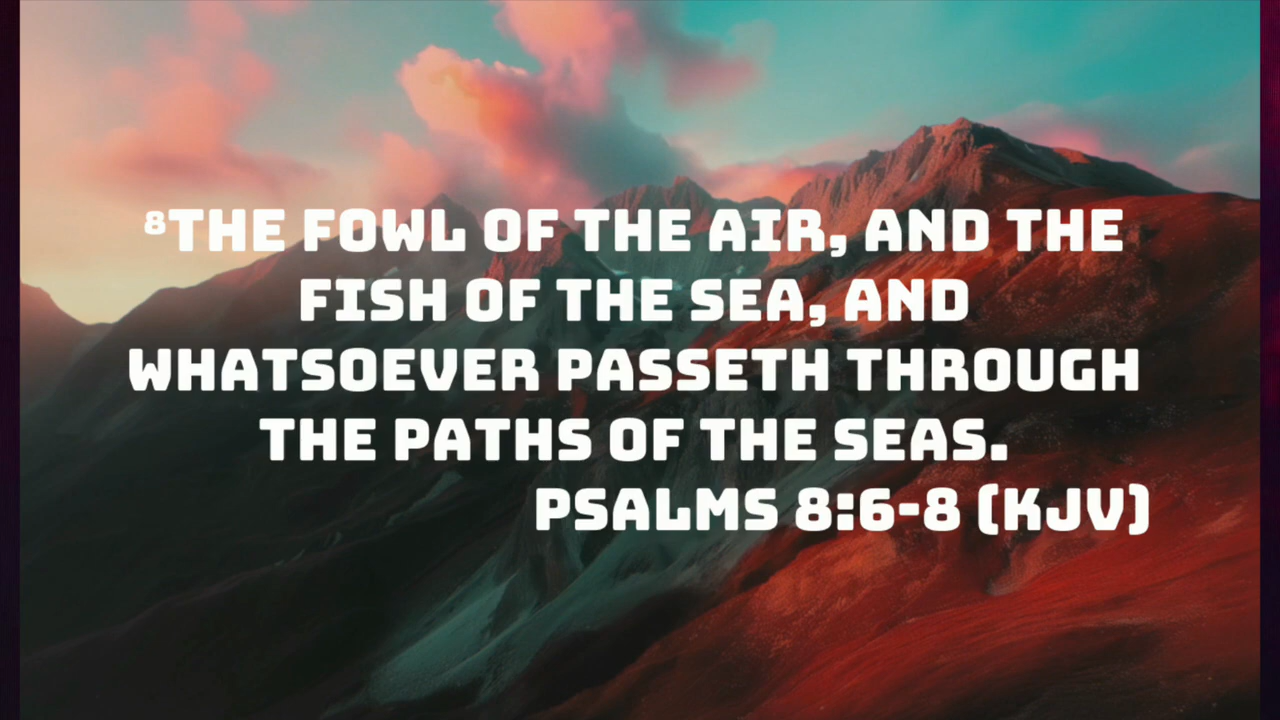 ⁸THE FOWL OF THE AIR, AND THE
FISH OF THE SEA, AND
WHATSOEVER PASSETH THROUGH
THE PATHS OF THE SEAS.
PSALMS 8:6-8 (KJV)